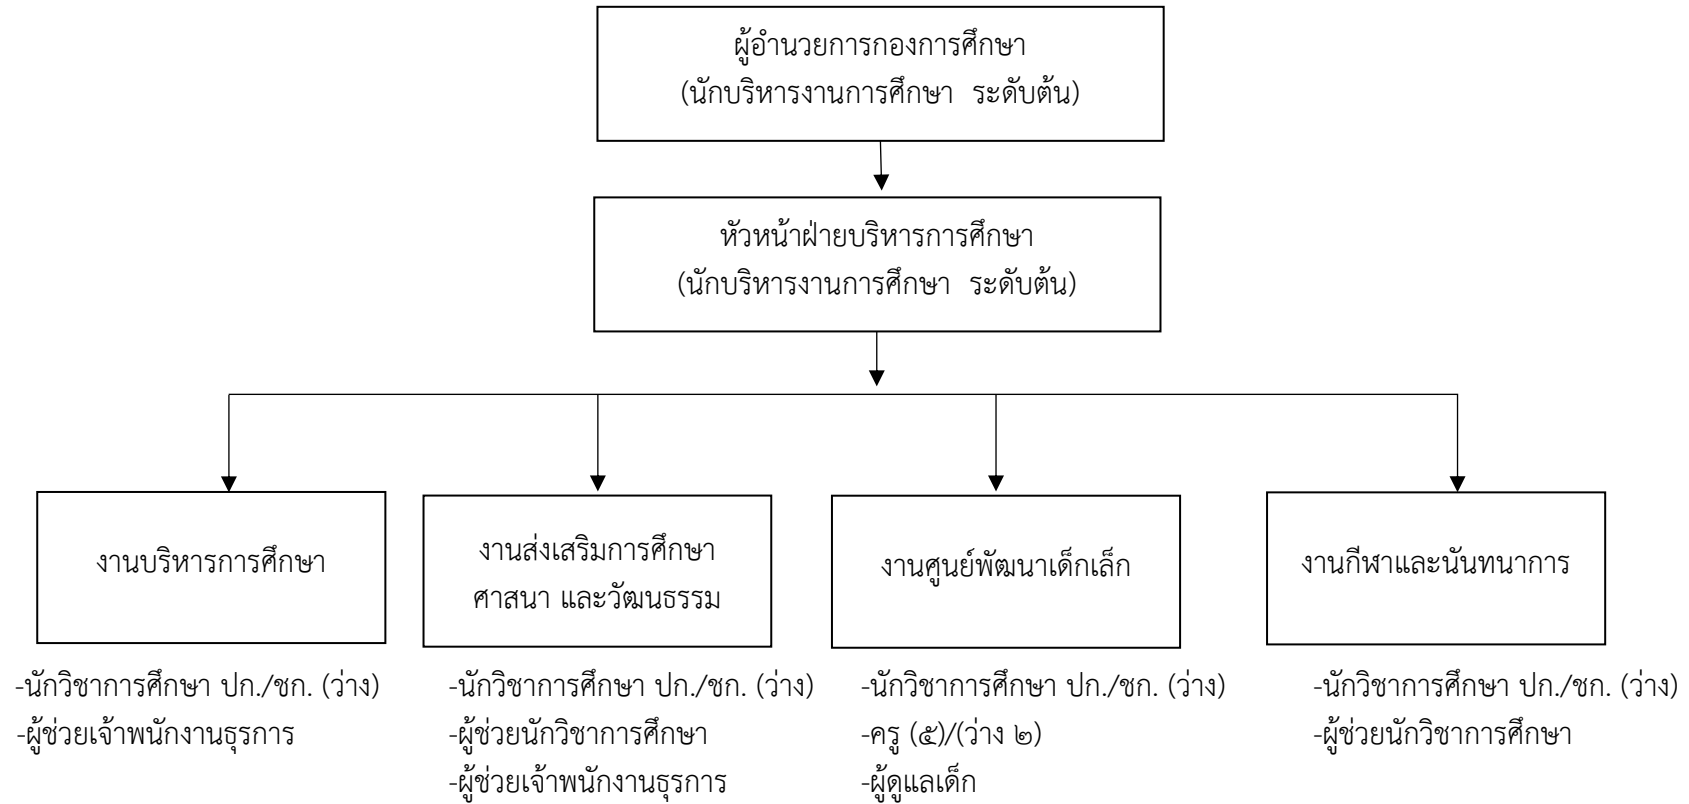 ผู้อำนวยการกองการศึกษา
(นักบริหารงานการศึกษา ระดับต้น)
หัวหน้าฝ่ายบริหารการศึกษา
(นักบริหารงานการศึกษา ระดับต้น)
งานบริหารการศึกษา
-นักวิชาการศึกษา ปก./ชก. (ว่าง)
-ผู้ช่วยเจ้าพนักงานธุรการ
งานส่งเสริมการศึกษา
ศาสนา และวัฒนธรรม
-นักวิชาการศึกษา ปก./ชก. (ว่าง)
-ผู้ช่วยนักวิชาการศึกษา
-ผู้ช่วยเจ้าพนักงานธุรการ
งานศูนย์พัฒนาเด็กเล็ก
-นักวิชาการศึกษา ปก./ชก. (ว่าง)
-ครู (๕)/(ว่าง ๒)
-ผู้ดูแลเด็ก
งานกีฬาและนันทนาการ
-นักวิชาการศึกษา ปก./ชก. (ว่าง)
-ผู้ช่วยนักวิชาการศึกษา